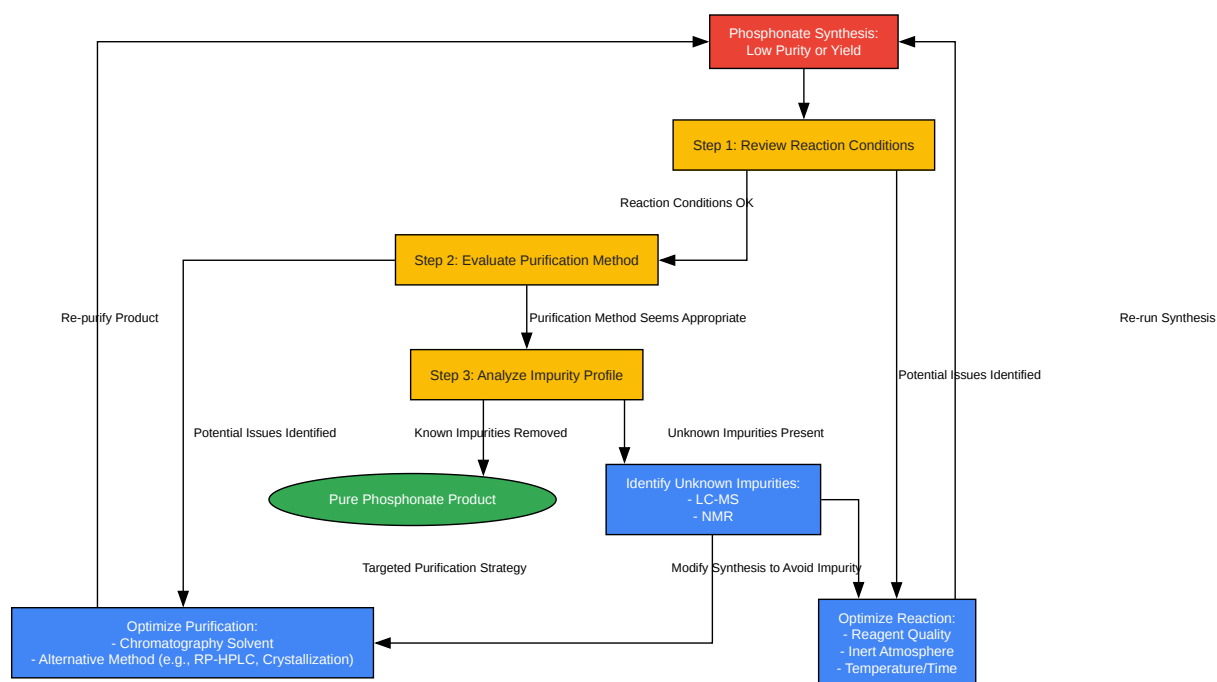 Phosphonate Synthesis:
Low Purity or Yield
Step 1: Review Reaction Conditions
Reaction Conditions OK
Step 2: Evaluate Purification Method
Re-purify Product
Purification Method Seems Appropriate
Re-run Synthesis
Step 3: Analyze Impurity Profile
Potential Issues Identified
Potential Issues Identified
Known Impurities Removed
Unknown Impurities Present
Pure Phosphonate Product
Identify Unknown Impurities:
- LC-MS
- NMR
Targeted Purification Strategy
Modify Synthesis to Avoid Impurity
Optimize Purification:
- Chromatography Solvent
- Alternative Method (e.g., RP-HPLC, Crystallization)
Optimize Reaction:
- Reagent Quality
- Inert Atmosphere
- Temperature/Time